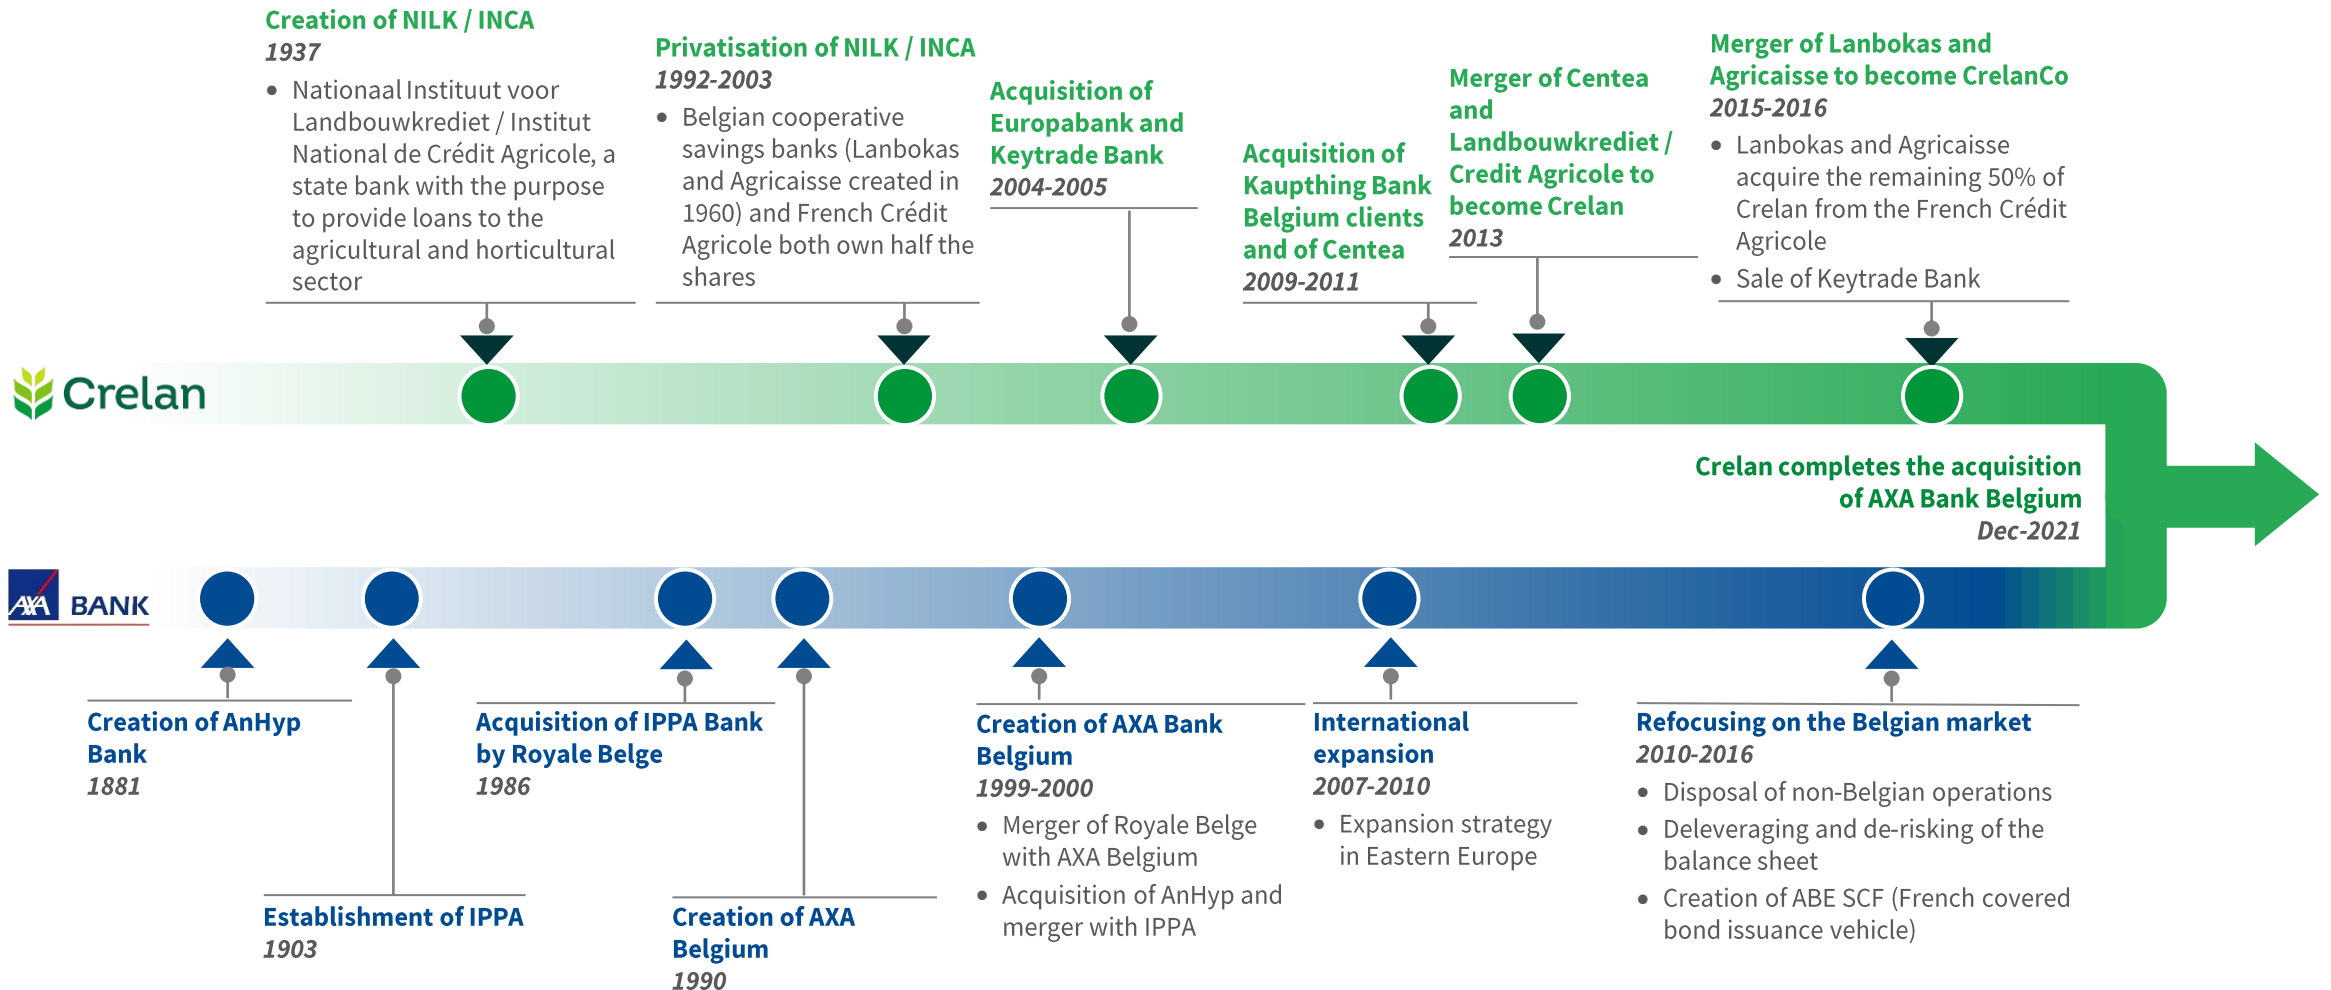 Creation of NILK / INCA
1937
• Nationaal Instituut voor
Landbouwkrediet / Institut
National de Crédit Agricole, a
state bank with the purpose
to provide loans to the
agricultural and horticultural
sector
Privatisation of NILK / INCA
1992-2003
• Belgian cooperative
savings banks (Lanbokas
and Agricaisse created in
1960) and French Crédit
Agricole both own half the
shares
Acquisition of
Europabank and
Keytrade Bank
2004-2005
Acquisition of
Kaupthing Bank
Belgium clients
and of Centea
2009-2011
Merger of Centea
and
Landbouwkrediet /
Credit Agricole to
become Crelan
2013
Merger of Lanbokas and
Agricaisse to become CrelanCo
2015-2016
• Lanbokas and Agricaisse
acquire the remaining 50% of
Crelan from the French Crédit
Agricole
• Sale of Keytrade Bank
Crelan
Crelan completes the acquisition
of AXA Bank Belgium
Dec-2021
AXA BANK
Creation of AnHyp
Bank
1881
Establishment of IPPA
1903
Acquisition of IPPA Bank
by Royale Belge
1986
Creation of AXA
Belgium
1990
Creation of AXA Bank
Belgium
1999-2000
• Merger of Royale Belge
with AXA Belgium
• Acquisition of AnHyp and
merger with IPPA
International
expansion
2007-2010
• Expansion strategy
in Eastern Europe
Refocusing on the Belgian market
2010-2016
• Disposal of non-Belgian operations
• Deleveraging and de-risking of the
balance sheet
• Creation of ABE SCF (French covered
bond issuance vehicle)